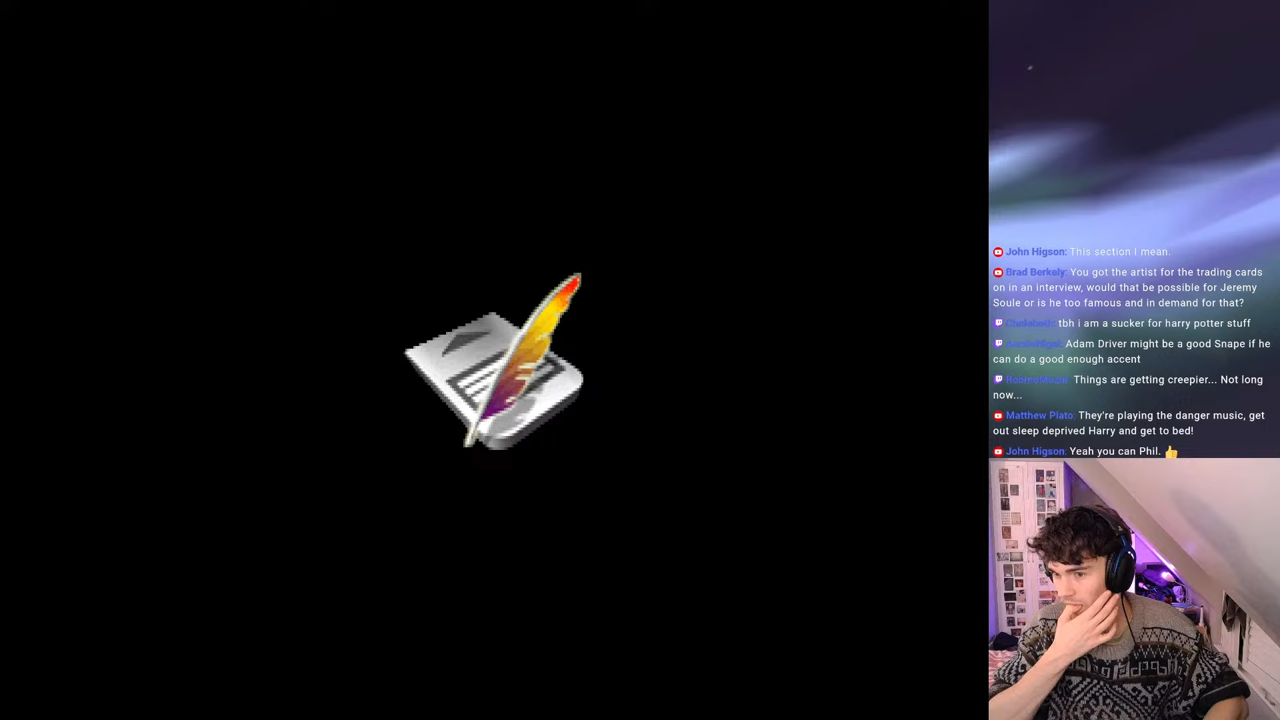 John Higson: This section I mean.
Brad Berkely: You got the artist for the trading cards
on in an interview, would that be possible for Jeremy
Soule or is he too famous and in demand for that?
tbh i am a sucker for harry potter stuff
Adam Driver might be a good Snape if he
can do a good enough accent
Things are getting creepier... Not long
now...
Matthew Plato: They're playing the danger music, get
out sleep deprived Harry and get to bed!
John Higson: Yeah you can Phil. 👍